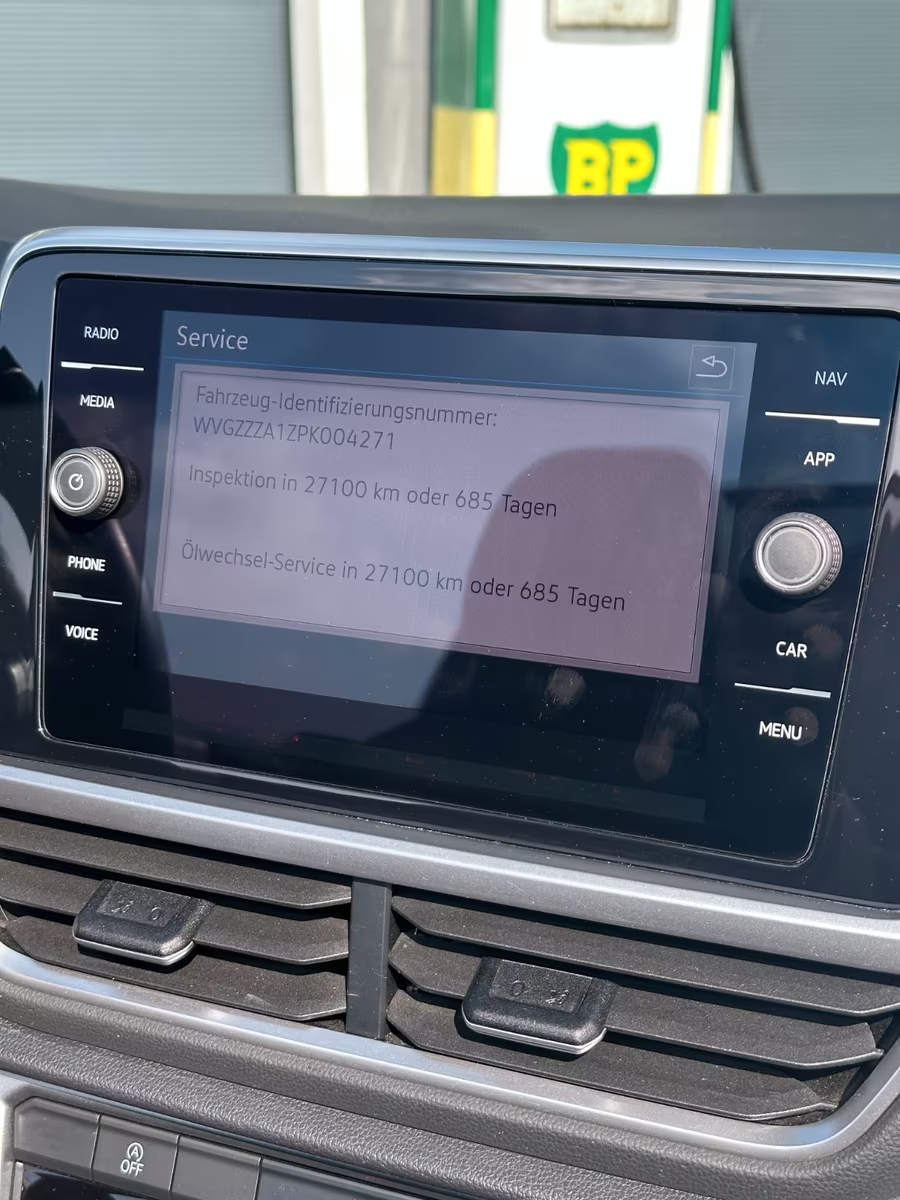 BP
RADIO
MEDIA
PHONE
VOICE
Service
Fahrzeug-Identifizierungsnummer:
WVGZZZA1ZPK004271
Inspektion in 27100 km oder 685 Tagen
Ölwechsel-Service in 27100 km oder 685 Tagen
NAV
APP
CAR
MENU
A
OFF